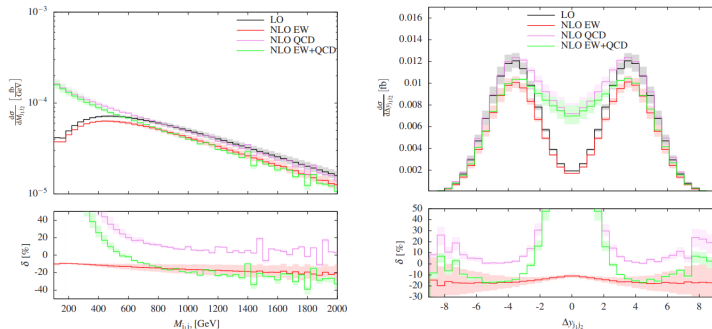 10⁻³
LO
NLO EW
NLO QCD
NLO EW+QCD
dσ/dM_{j₁j₂} [fb/GeV]
10⁻⁴
10⁻⁵
40
20
0
-20
-40
δ [%]
200 400 600 800 1000 1200 1400 1600 1800 2000
M_{j₁j₂} [GeV]
LO
NLO EW
NLO QCD
NLO EW+QCD
0.016
0.014
0.012
0.01
0.008
0.006
0.004
0.002
dσ/dM_{j₁j₂} [fb]
50
40
30
20
10
0
-10
-20
-30
δ [%]
-8 -6 -4 -2 0 2 4 6 8
Δy_{j₁j₂}